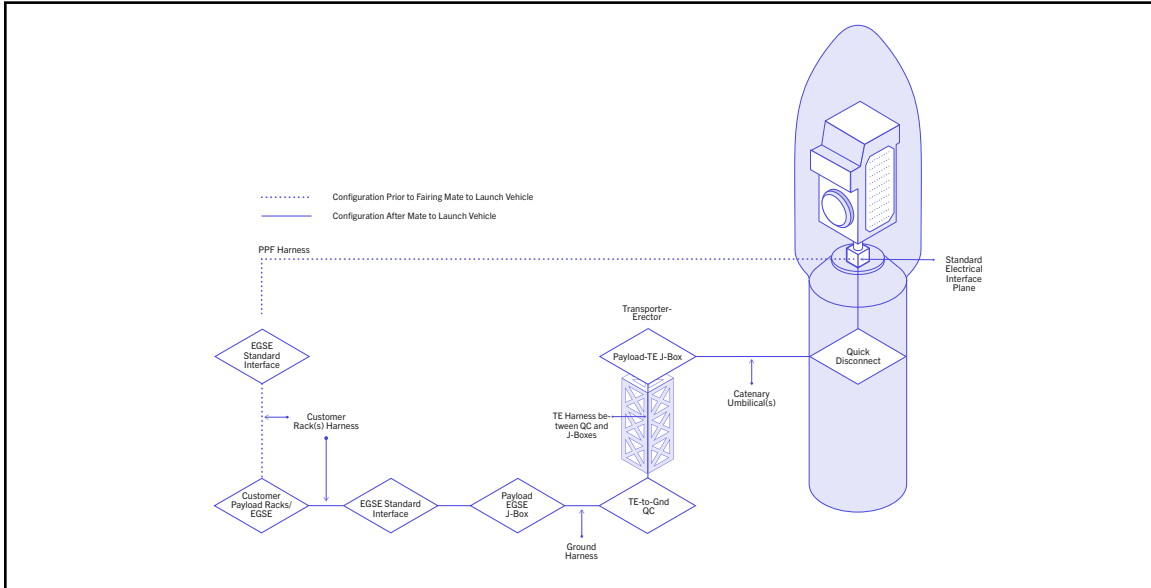 Configuration Prior to Fairing Mate to Launch Vehicle
Configuration After Mate to Launch Vehicle
PPF Harness
Standard
Electrical
Interface
Plane
Transporter-
Erector
EGSE
Standard
Interface
Payload-TE J-Box
Quick
Disconnect
Catenary
Umbilical(s)
TE Harness be-
tween QC and
J-Boxes
Customer
Rack(s) Harness
Customer
Payload Racks/
EGSE
EGSE Standard
Interface
Payload
EGSE
J-Box
TE-to-Gnd
QC
Ground
Harness